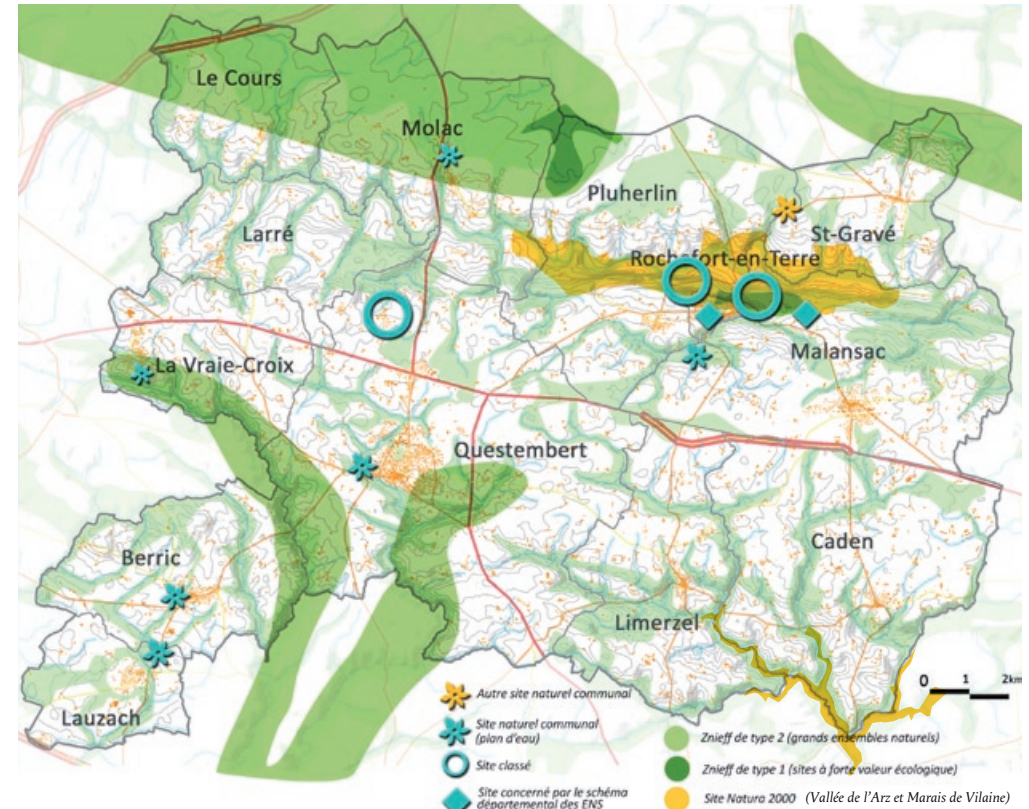 Le Cours
Molac
Pluherlin
Larré
St-Gravé
Rochefort-en-Terre
La Vraie-Croix
Malansac
Questembert
Berric
Caden
Limerzel
Lauzach
0 1 2km
Autre site naturel communal
Site naturel communal
(plan d'eau)
Site classé
Site concerné par le schéma
départemental des ENS
Znieff de type 2 (grands ensembles naturels)
Znieff de type 1 (sites à forte valeur écologique)
Site Natura 2000 (Vallée de l'Arz et Marais de Vilaine)